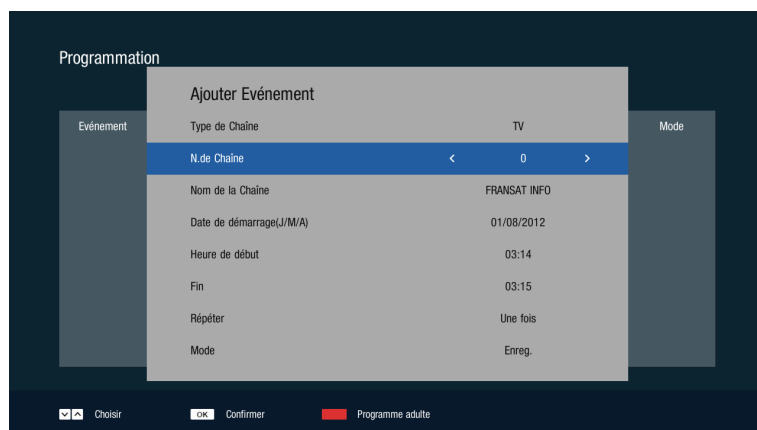 Programmation
Ajouter Evénement
Evénement
Mode
Type de Chaîne TV
N.de Chaîne < 0 >
Nom de la Chaîne FRANSAT INFO
Date de démarrage(J/M/A) 01/08/2012
Heure de début 03:14
Fin 03:15
Répéter Une fois
Mode Enreg.
Choisir OK Confirmer Programme adulte